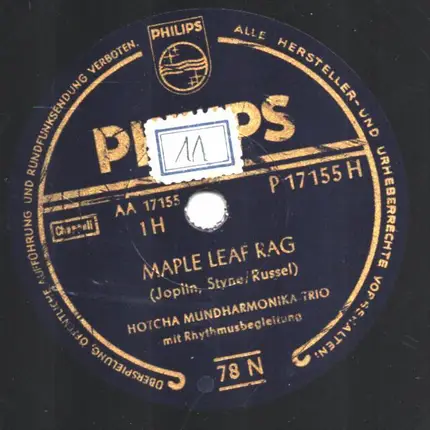 ÜBERSPIELUNG, ÖFFENTLICHE AUFFÜHRUNG UND RUNDFUNKSENDUNG VERBOTEN.
PHILIPS
ALLE HERSTELLER- UND URHEBERRECHTE VORBEHALTEN:
PHILIPS
11
AA 17155
1 H
P 17155 H
Chappell
MAPLE LEAF RAG
(Joplin, Styne/Russel)
HOTCHA MUNDHARMONIKA-TRIO
mit Rhythmusbegleitung
78 N